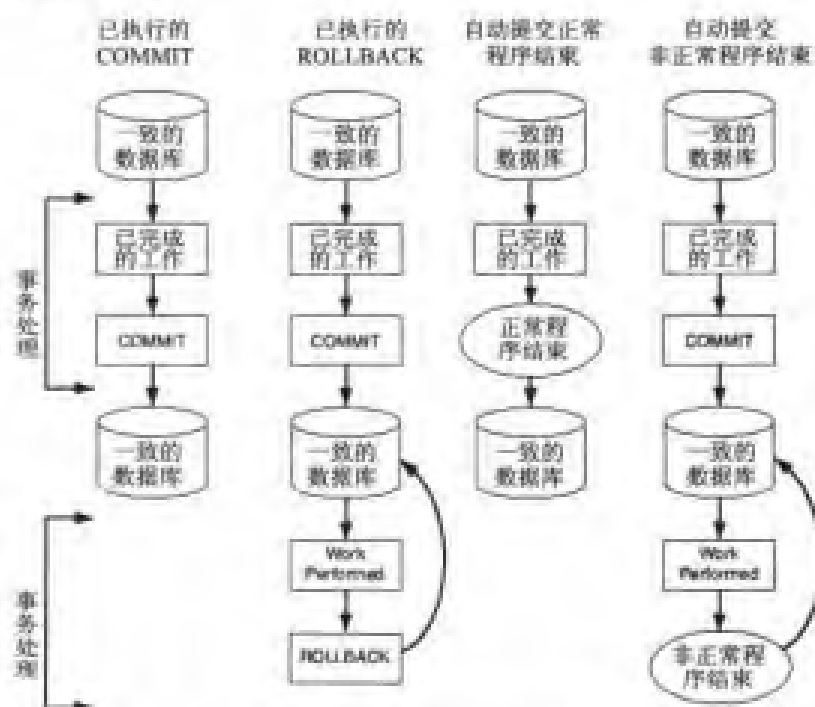 已执行的
COMMIT
已执行的
ROLLBACK
自动提交正常
程序结束
自动提交
非正常程序结束
一致的
数据库
一致的
数据库
一致的
数据库
一致的
数据库
事务处理
已完成
的工作
已完成
的工作
已完成
的工作
已完成
的工作
COMMIT
COMMIT
正常程
序结束
COMMIT
一致的
数据库
一致的
数据库
一致的
数据库
一致的
数据库
事务处理
Work
Performed
Work
Performed
ROLLBACK
非正常程
序结束